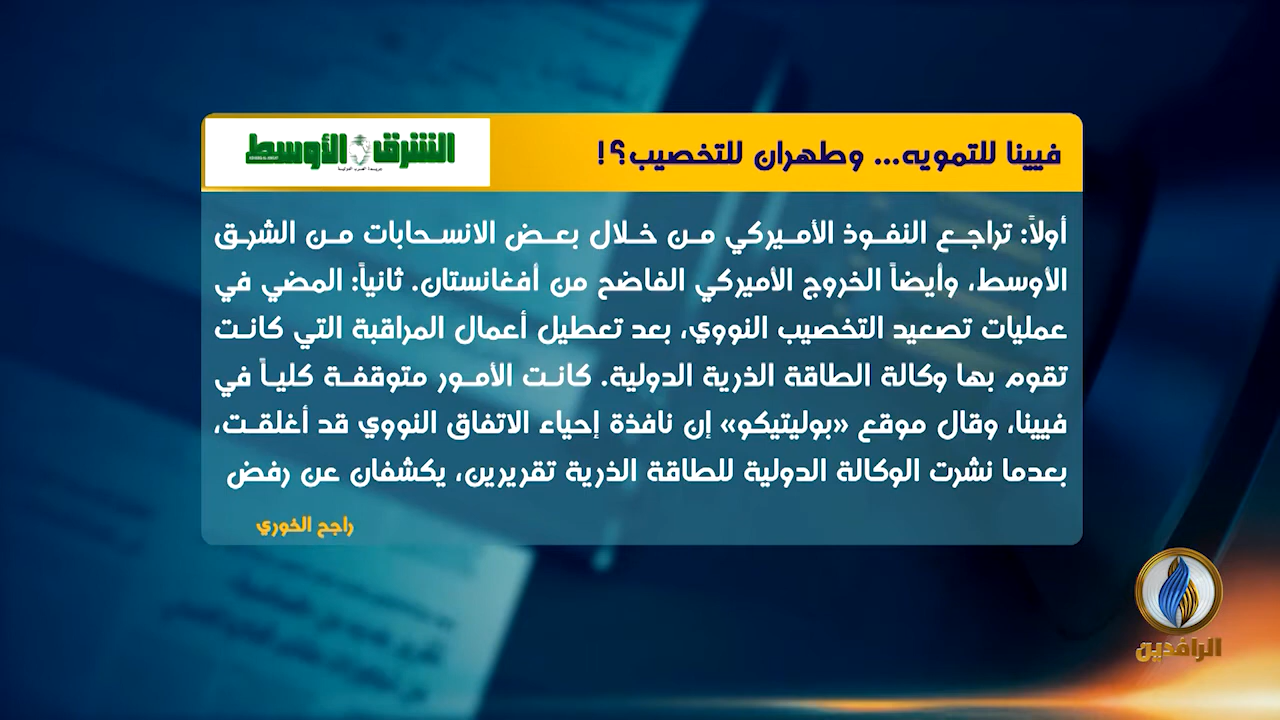 فيينا للتمويه... وطهران للتخصيب؟!
الشرق الأوسط
جريدة العرب الدولية
أولاً: تراجع النفوذ الأميركي من خلال بعض الانسحابات من الشرق
الأوسط، وأيضاً الخروج الأميركي الفاضح من أفغانستان. ثانياً: المضي في
عمليات تصعيد التخصيب النووي، بعد تعطيل أعمال المراقبة التي كانت
تقوم بها وكالة الطاقة الذرية الدولية. كانت الأمور متوقفة كلياً في
فيينا، وقال موقع «بوليتيكو» إن نافذة إحياء الاتفاق النووي قد أغلقت،
بعدما نشرت الوكالة الدولية للطاقة الذرية تقريرين، يكشفان عن رفض
راجح الخوري
الرافدين